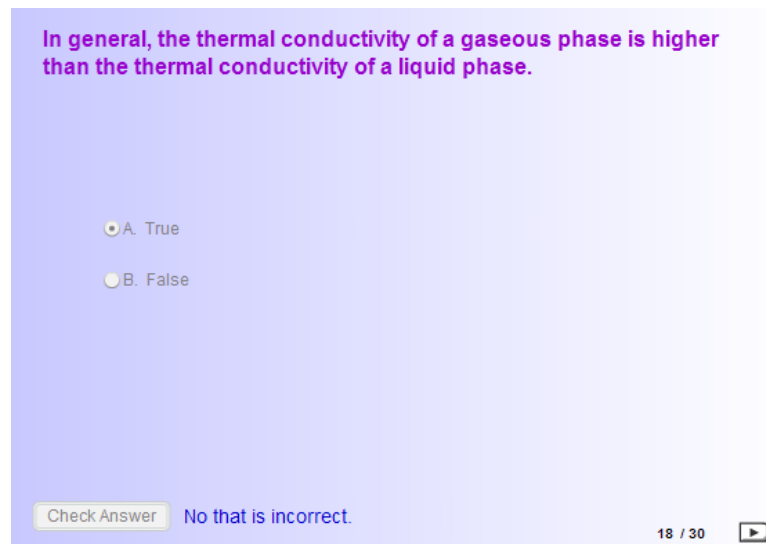 In general, the thermal conductivity of a gaseous phase is higher
than the thermal conductivity of a liquid phase.
A. True
B. False
Check Answer No that is incorrect.
18 / 30